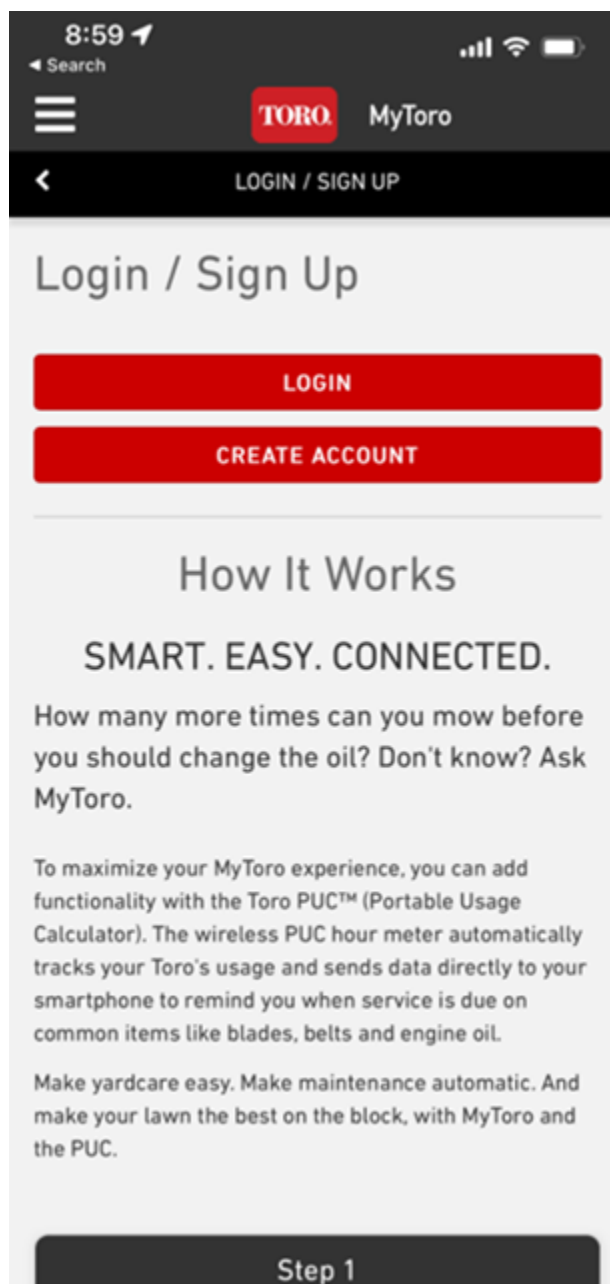 8:59
Search
TORO. MyToro
LOGIN / SIGN UP
Login / Sign Up
LOGIN
CREATE ACCOUNT
How It Works
SMART. EASY. CONNECTED.
How many more times can you mow before
you should change the oil? Don't know? Ask
MyToro.
To maximize your MyToro experience, you can add
functionality with the Toro PUC™ (Portable Usage
Calculator). The wireless PUC hour meter automatically
tracks your Toro's usage and sends data directly to your
smartphone to remind you when service is due on
common items like blades, belts and engine oil.
Make yardcare easy. Make maintenance automatic. And
make your lawn the best on the block, with MyToro and
the PUC.
Step 1